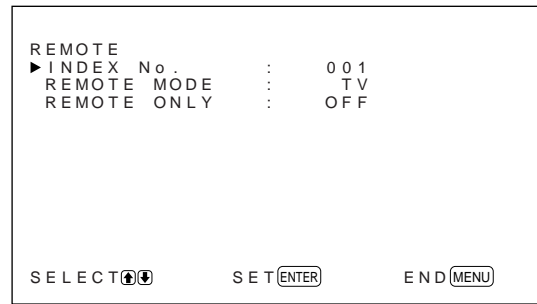 REMOTE
▶INDEX No. : 001
REMOTE MODE : TV
REMOTE ONLY : OFF
SELECT⬆⬇ SET ENTER END MENU